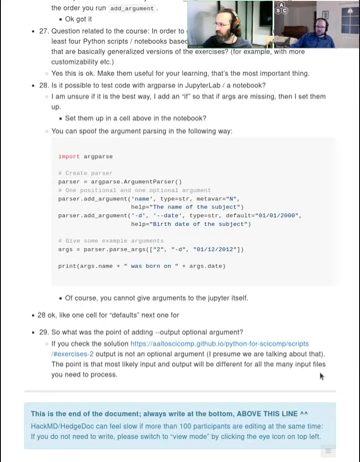 the order you run add_argument.
Ok got it
27. Question related to the course: In order to
least four Python scripts / notebooks based
that are basically generalized versions of the exercises? (for example, with more
customizability etc.)
Yes this is ok. Make them useful for your learning, that's the most important thing.
28. Is it possible to test code with argparse in JupyterLab / a notebook?
I am unsure if it is the best way, I add an "if" so that if args are missing, then I set them
up.
Set them up in a cell above in the notebook?
You can spoof the argument parsing in the following way:
import argparse
# Create parser
parser = argparse.ArgumentParser()
# One positional and one optional argument
parser.add_argument('name', type=str, metavar="N",
help="The name of the subject")
parser.add_argument('-d', '--date', type=str, default="01/01/2000",
help="Birth date of the subject")
# Give some example arguments
args = parser.parse_args(["2", "-d", "01/12/2012"])
print(args.name + " was born on " + args.date)
Of course, you cannot give arguments to the jupyter itself.
28 ok, like one cell for "defaults" next one for
29. So what was the point of adding --output optional argument?
If you check the solution https://aaltoscicomp.github.io/python-for-scicomp/scripts
/#exercises-2 output is not an optional argument (I presume we are talking about that).
The point is that most likely input and output will be different for all the many input files
you need to process.
This is the end of the document; always write at the bottom, ABOVE THIS LINE ^^
HackMD/HedgeDoc can feel slow if more than 100 participants are editing at the same time:
If you do not need to write, please switch to "view mode" by clicking the eye icon on top left.